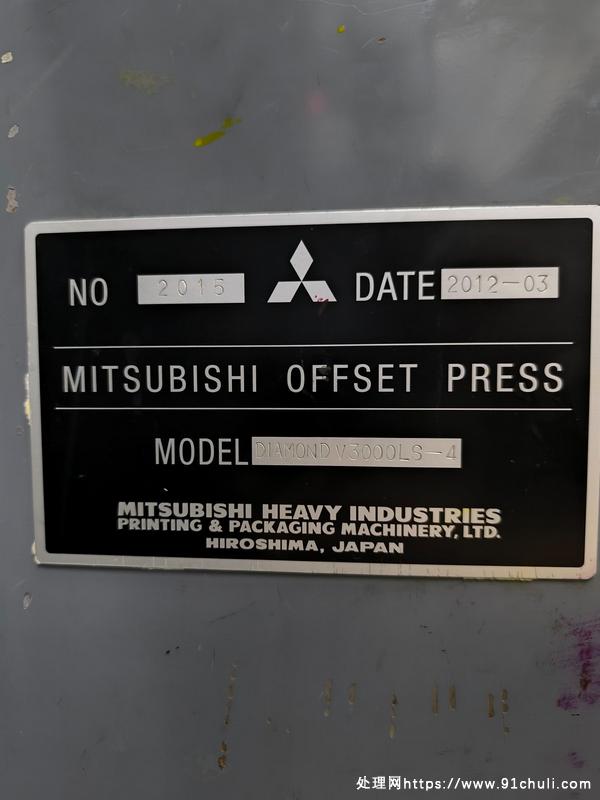 NO 2015 DATE 2012-03
MITSUBISHI OFFSET PRESS
MODEL DIAMOND V3000LS-4
MITSUBISHI HEAVY INDUSTRIES
PRINTING & PACKAGING MACHINERY, LTD.
HIROSHIMA, JAPAN
处理网https://www.91chuli.com/